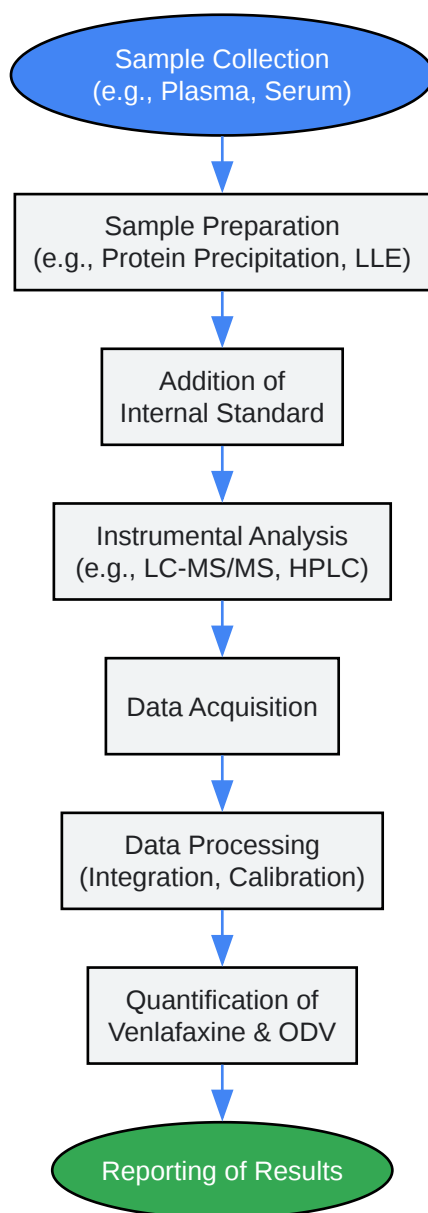 Sample Collection
(e.g., Plasma, Serum)
Sample Preparation
(e.g., Protein Precipitation, LLE)
Addition of
Internal Standard
Instrumental Analysis
(e.g., LC-MS/MS, HPLC)
Data Acquisition
Data Processing
(Integration, Calibration)
Quantification of
Venlafaxine & ODV
Reporting of Results